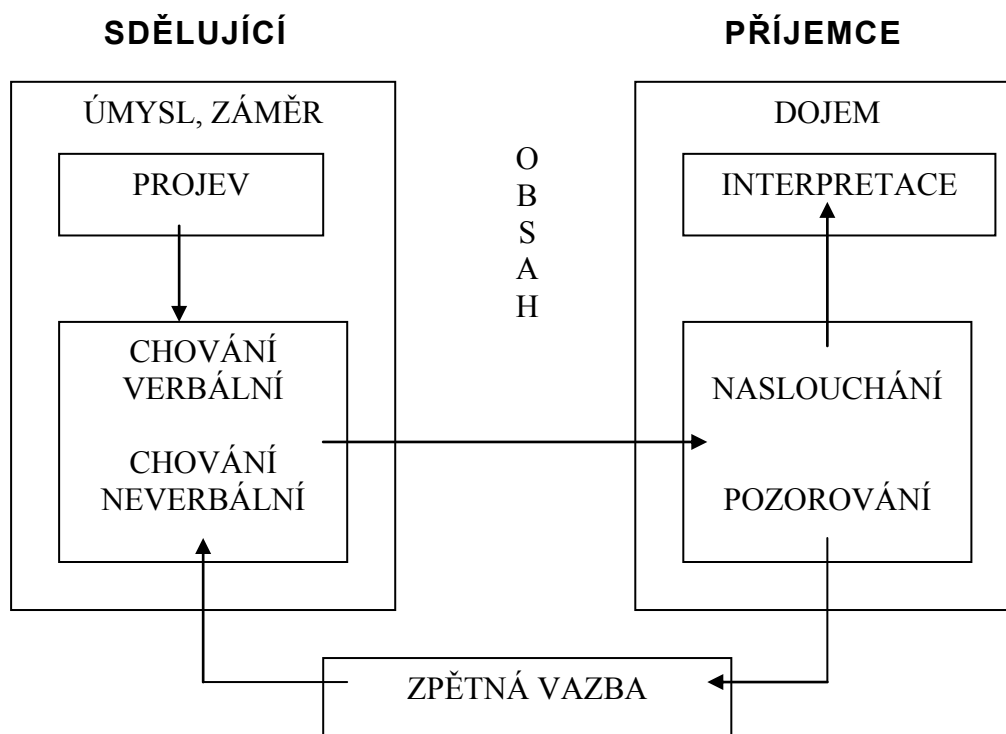 SDĚLUJÍCÍ
PŘÍJEMCE
ÚMYSL, ZÁMĚR
PROJEV
CHOVÁNÍ
VERBÁLNÍ
CHOVÁNÍ
NEVERBÁLNÍ
O
B
S
A
H
DOJEM
INTERPRETACE
NASLOUCHÁNÍ
POZOROVÁNÍ
ZPĚTNÁ VAZBA